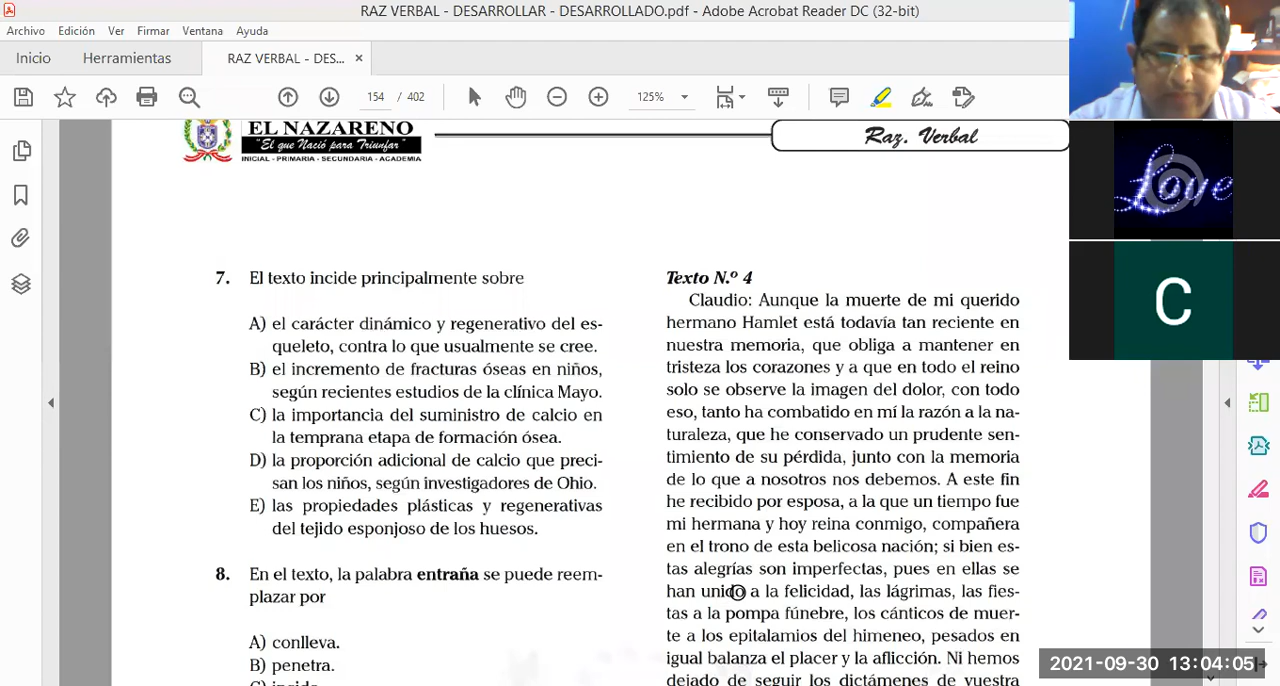 RAZ VERBAL - DESARROLLAR - DESARROLLADO.pdf - Adobe Acrobat Reader DC (32-bit)
Archivo Edición Ver Firmar Ventana Ayuda
Inicio Herramientas RAZ VERBAL - DES... ×
154 / 402 125%
EL NAZARENO
"El que Nació para Triunfar"
INICIAL - PRIMARIA - SECUNDARIA - ACADEMIA
Raz. Verbal
7. El texto incide principalmente sobre
A) el carácter dinámico y regenerativo del es-
queleto, contra lo que usualmente se cree.
B) el incremento de fracturas óseas en niños,
según recientes estudios de la clínica Mayo.
C) la importancia del suministro de calcio en
la temprana etapa de formación ósea.
D) la proporción adicional de calcio que preci-
san los niños, según investigadores de Ohio.
E) las propiedades plásticas y regenerativas
del tejido esponjoso de los huesos.
8. En el texto, la palabra entraña se puede reem-
plazar por
A) conlleva.
B) penetra.
C) incide.
Texto N.º 4
Claudio: Aunque la muerte de mi querido
hermano Hamlet está todavía tan reciente en
nuestra memoria, que obliga a mantener en
tristeza los corazones y a que en todo el reino
solo se observe la imagen del dolor, con todo
eso, tanto ha combatido en mí la razón a la na-
turaleza, que he conservado un prudente sen-
timiento de su pérdida, junto con la memoria
de lo que a nosotros nos debemos. A este fin
he recibido por esposa, a la que un tiempo fue
mi hermana y hoy reina conmigo, compañera
en el trono de esta belicosa nación; si bien es-
tas alegrías son imperfectas, pues en ellas se
han unido a la felicidad, las lágrimas, las fies-
tas a la pompa fúnebre, los cánticos de muer-
te a los epitalamios del himeneo, pesados en
igual balanza el placer y la aflicción. Ni hemos
dejado de seguir los dictámenes de vuestra
Love
C
2021-09-30 13:04:05